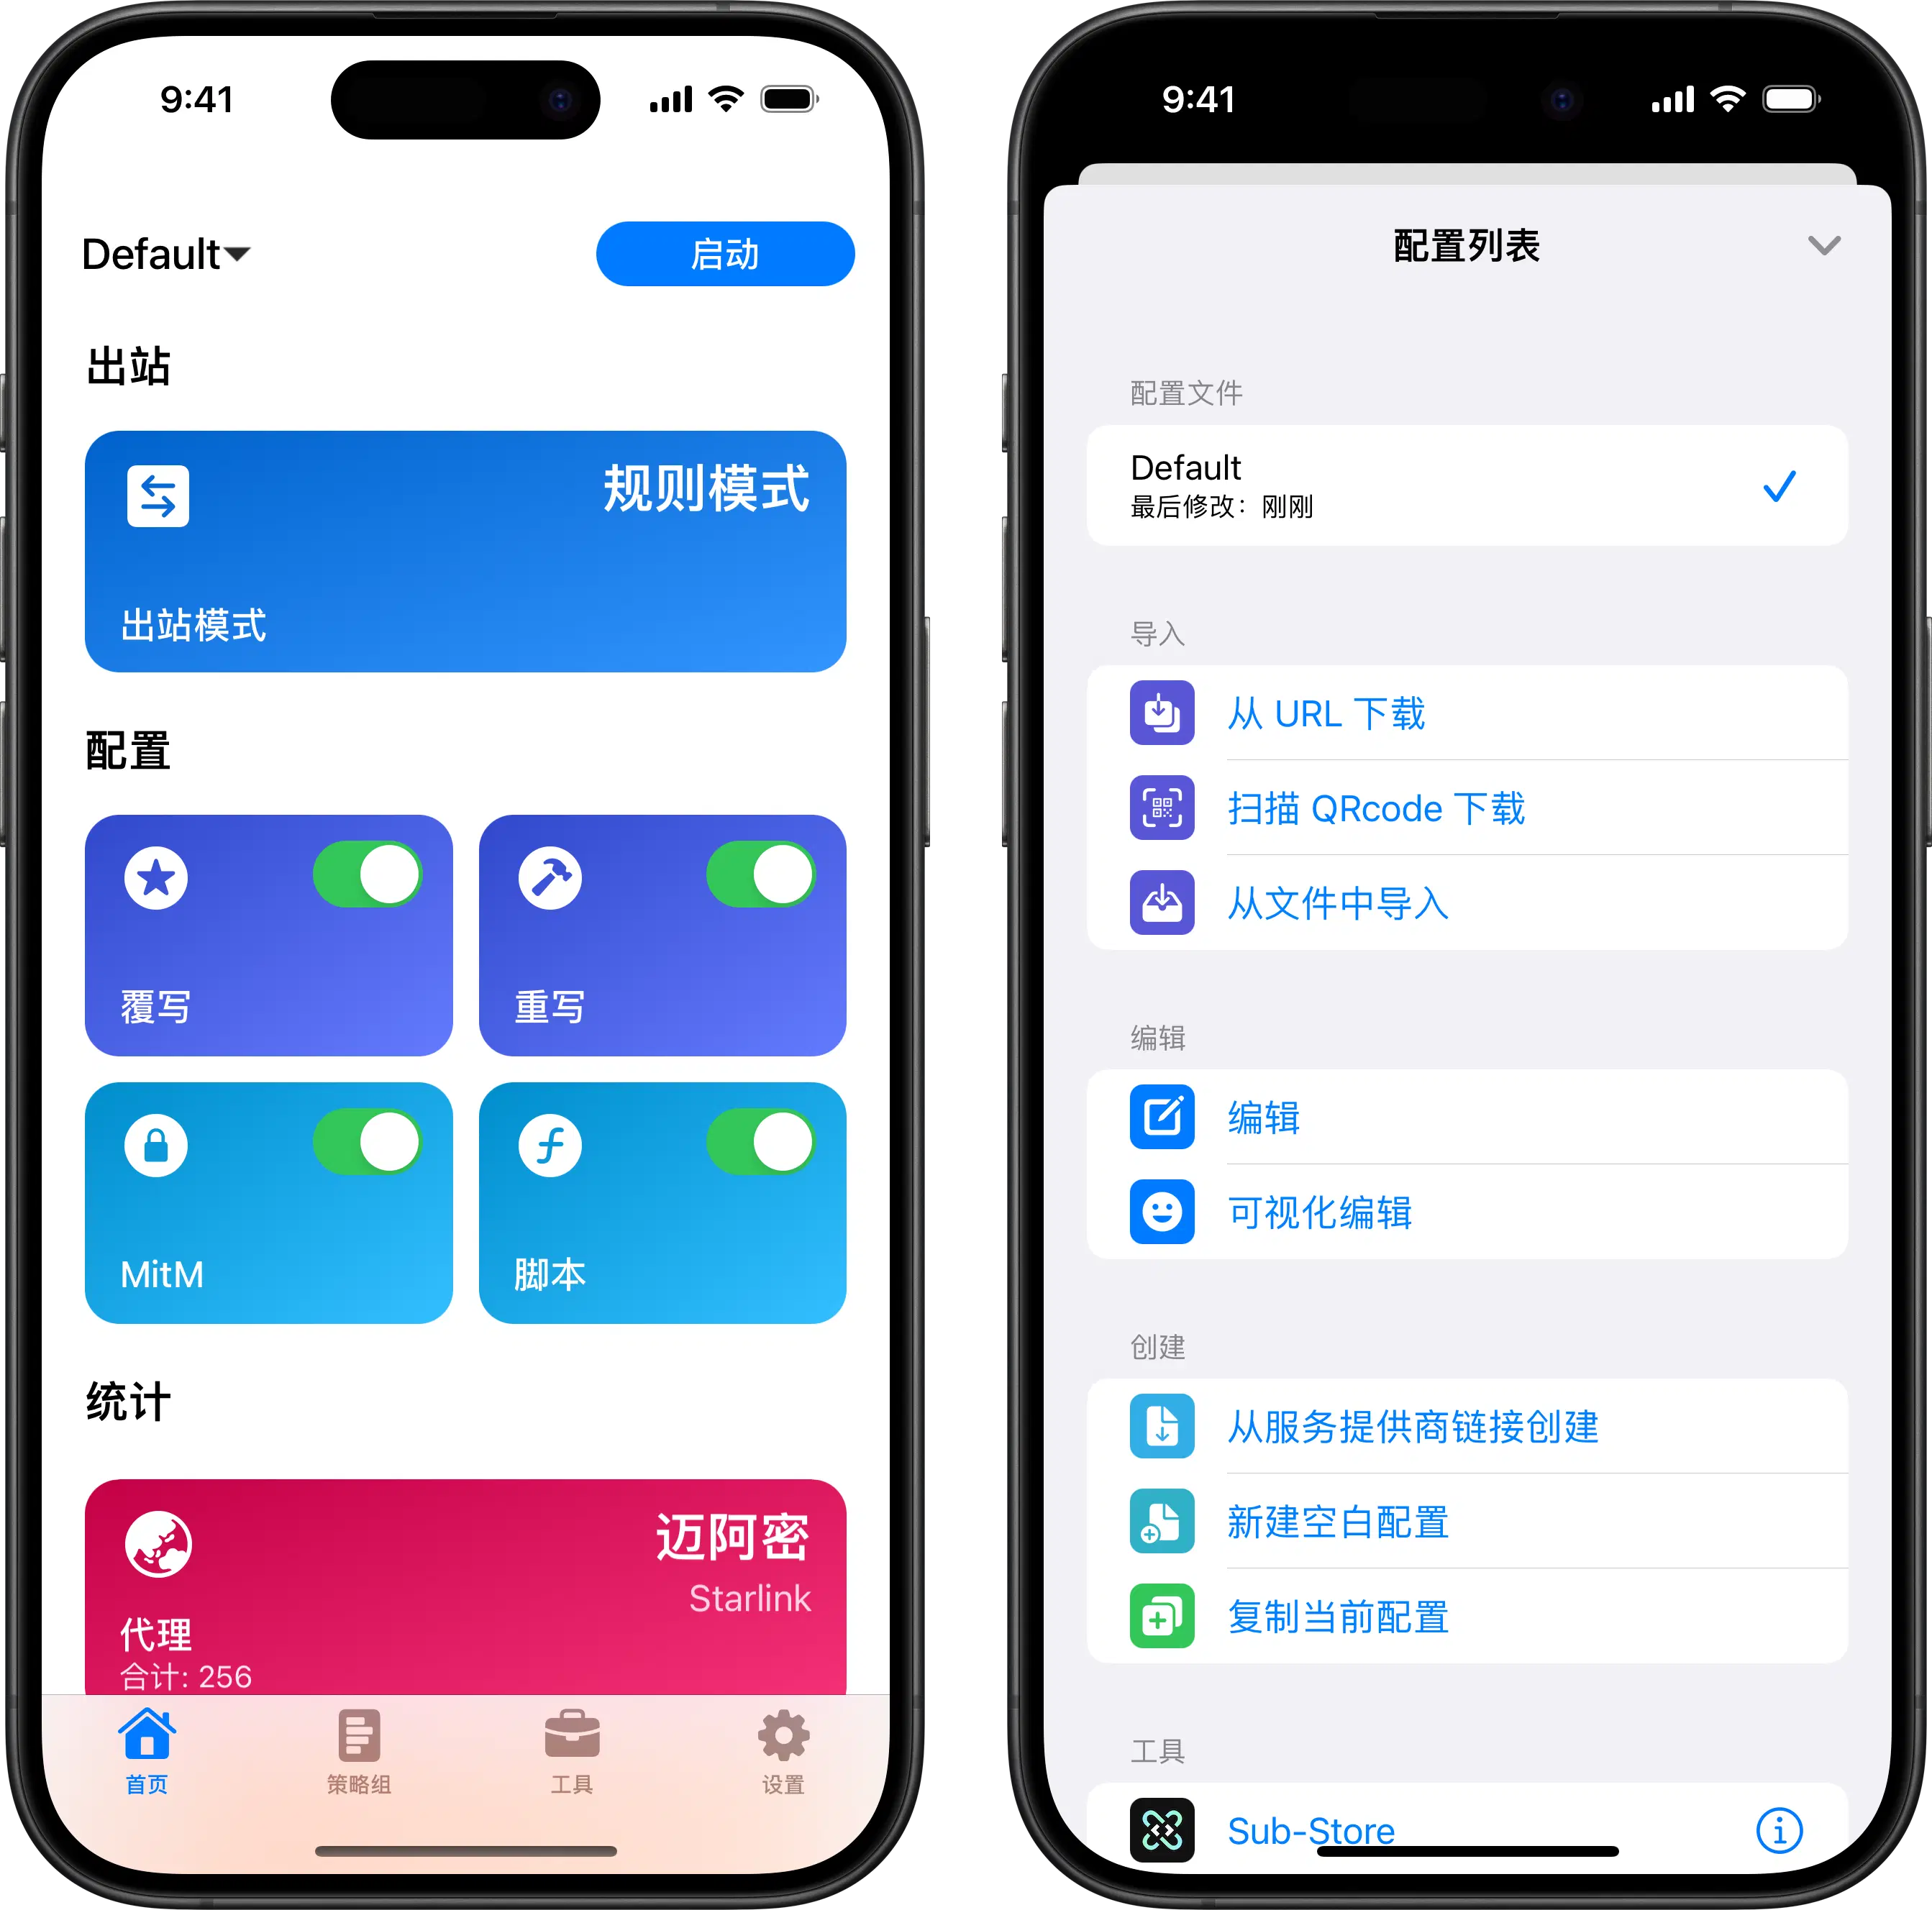 9:41
Default
启动
出站
规则模式
出站模式
配置
覆写
重写
MitM
脚本
统计
迈阿密
Starlink
代理
合计: 256
首页
策略组
工具
设置
9:41
配置列表
配置文件
Default
最后修改：刚刚
导入
从 URL 下载
扫描 QRcode 下载
从文件中导入
编辑
编辑
可视化编辑
创建
从服务提供商链接创建
新建空白配置
复制当前配置
工具
Sub-Store